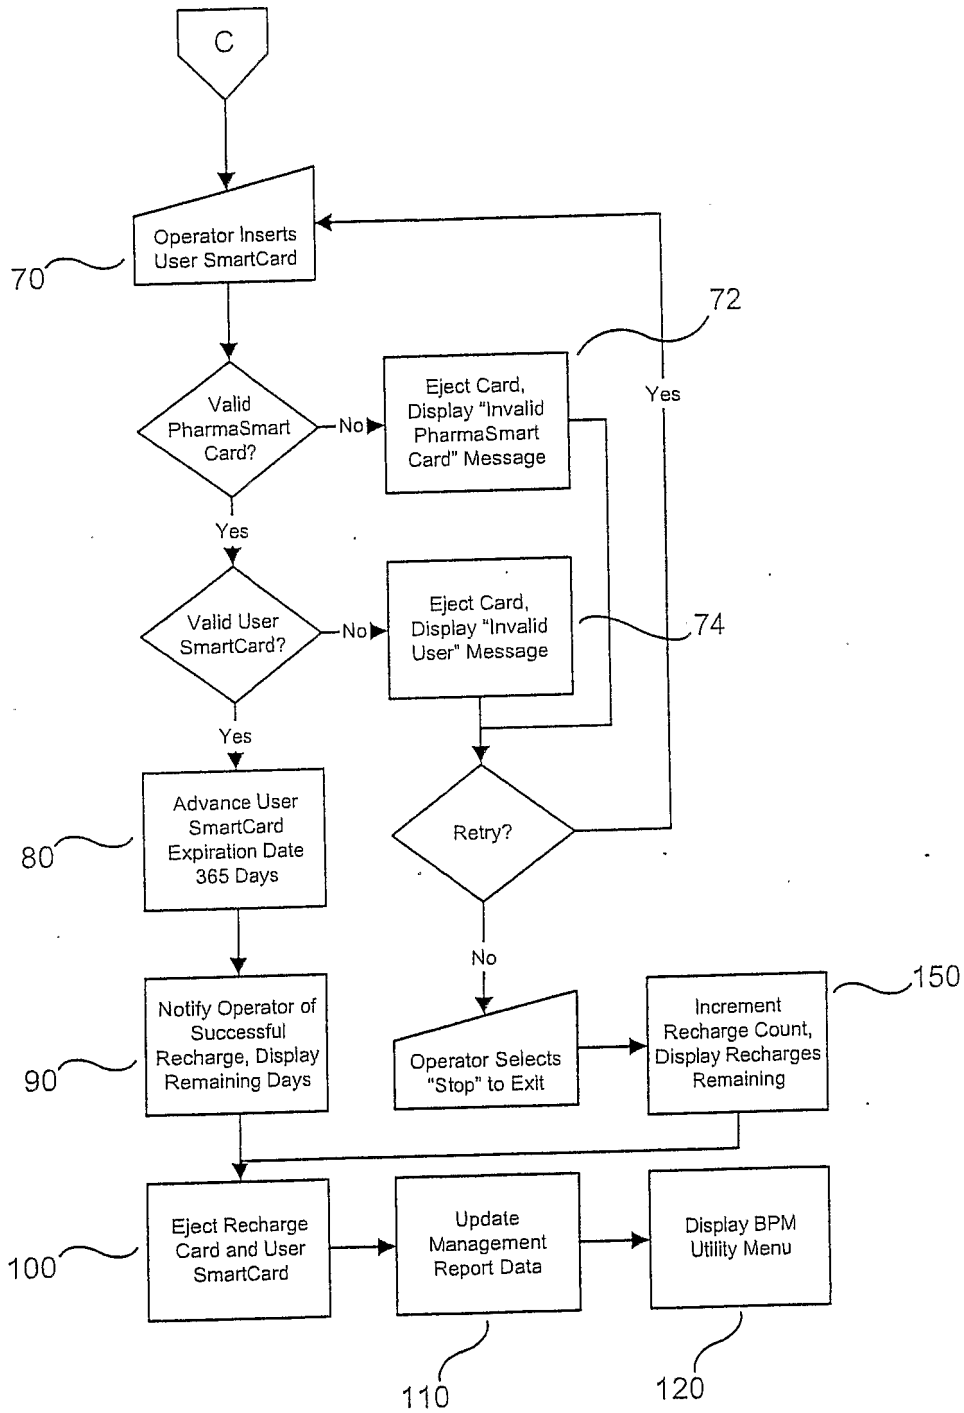 C
Operator Inserts
User SmartCard
70
72
Valid
PharmaSmart
Card?
No
Eject Card,
Display "Invalid
PharmaSmart
Card" Message
Yes
Yes
Valid User
SmartCard?
No
Eject Card,
Display "Invalid
User" Message
74
Yes
Advance User
SmartCard
Expiration Date
365 Days
80
Retry?
No
Notify Operator of
Successful
Recharge, Display
Remaining Days
90
Operator Selects
"Stop" to Exit
Increment
Recharge Count,
Display Recharges
Remaining
150
Eject Recharge
Card and User
SmartCard
100
Update
Management
Report Data
110
Display BPM
Utility Menu
120